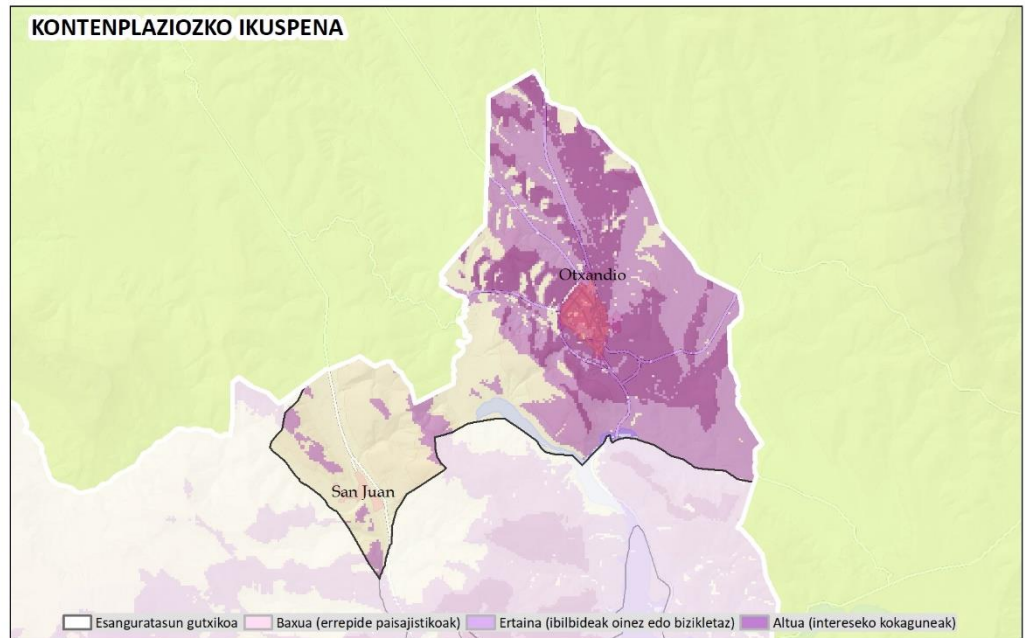 KONTENPLAZIOZKO IKUSPENA
Otxandio
San Juan
Esanguratasun gutxikoa Baxua (errepide paisajistikoak) Ertaina (ibilbideak oinez edo bizikletaz) Altua (intereseko kokaguneak)